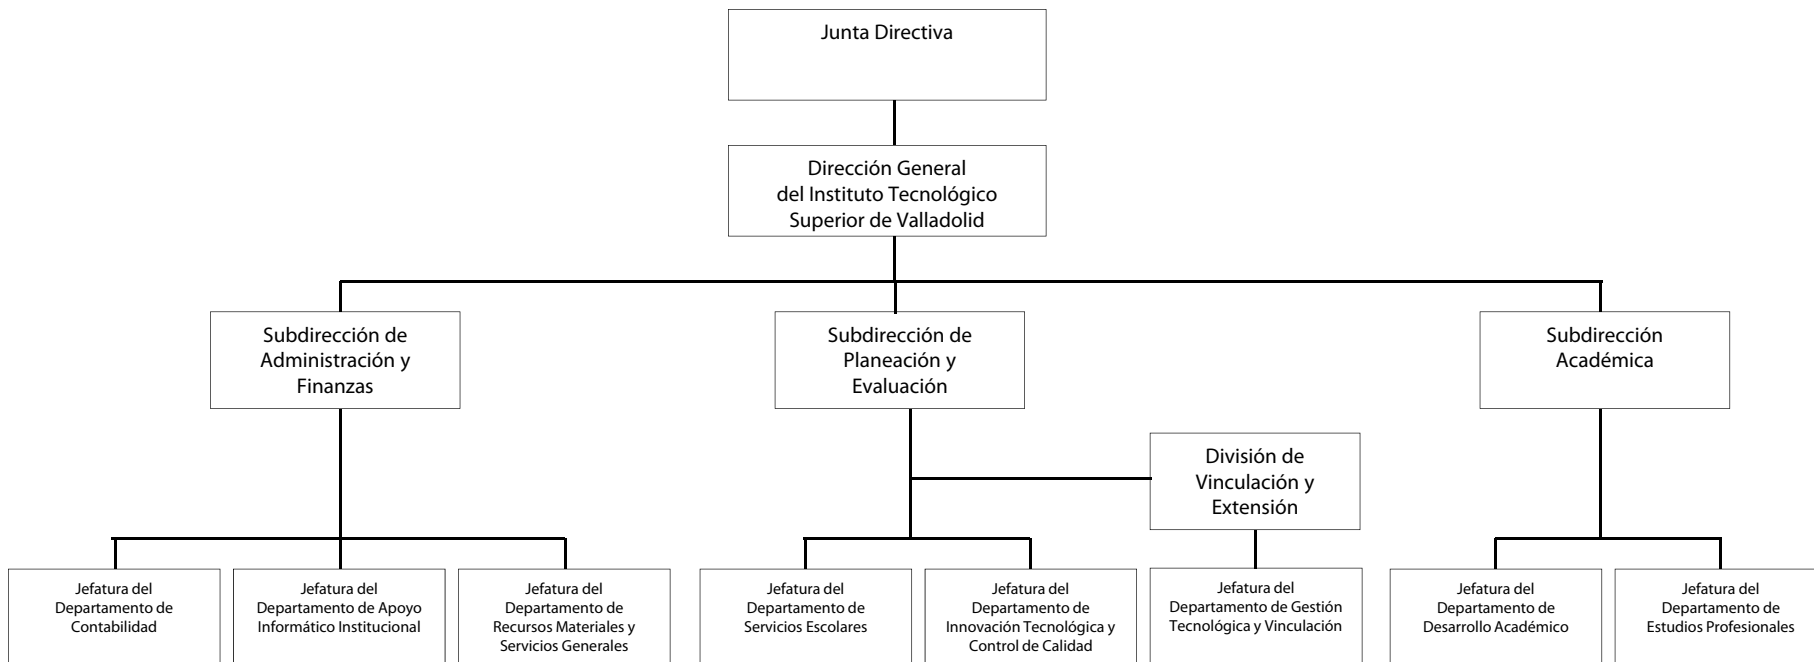 Junta Directiva
Dirección General
del Instituto Tecnológico
Superior de Valladolid
Subdirección de
Administración y
Finanzas
Subdirección de
Planeación y
Evaluación
Subdirección
Académica
División de
Vinculación y
Extensión
Jefatura del
Departamento de
Contabilidad
Jefatura del
Departamento de Apoyo
Informático Institucional
Jefatura del
Departamento de
Recursos Materiales y
Servicios Generales
Jefatura del
Departamento de
Servicios Escolares
Jefatura del
Departamento de
Innovación Tecnológica y
Control de Calidad
Jefatura del
Departamento de Gestión
Tecnológica y Vinculación
Jefatura del
Departamento de
Desarrollo Académico
Jefatura del
Departamento de
Estudios Profesionales